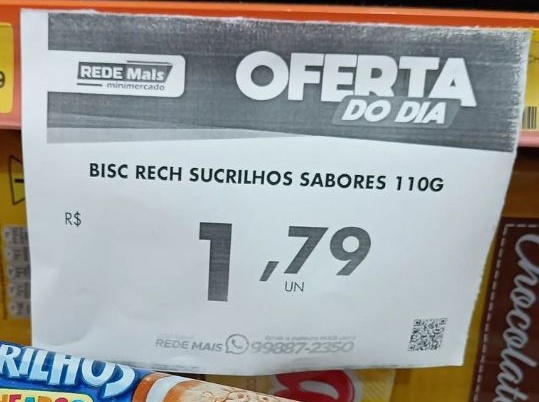 REDE Mais
minimercado
OFERTA
DO DIA
9
BISC RECH SUCRILHOS SABORES 110G
R$
1,79
UN
REDE MAIS 99887-2350
Chocolat
RILHOS